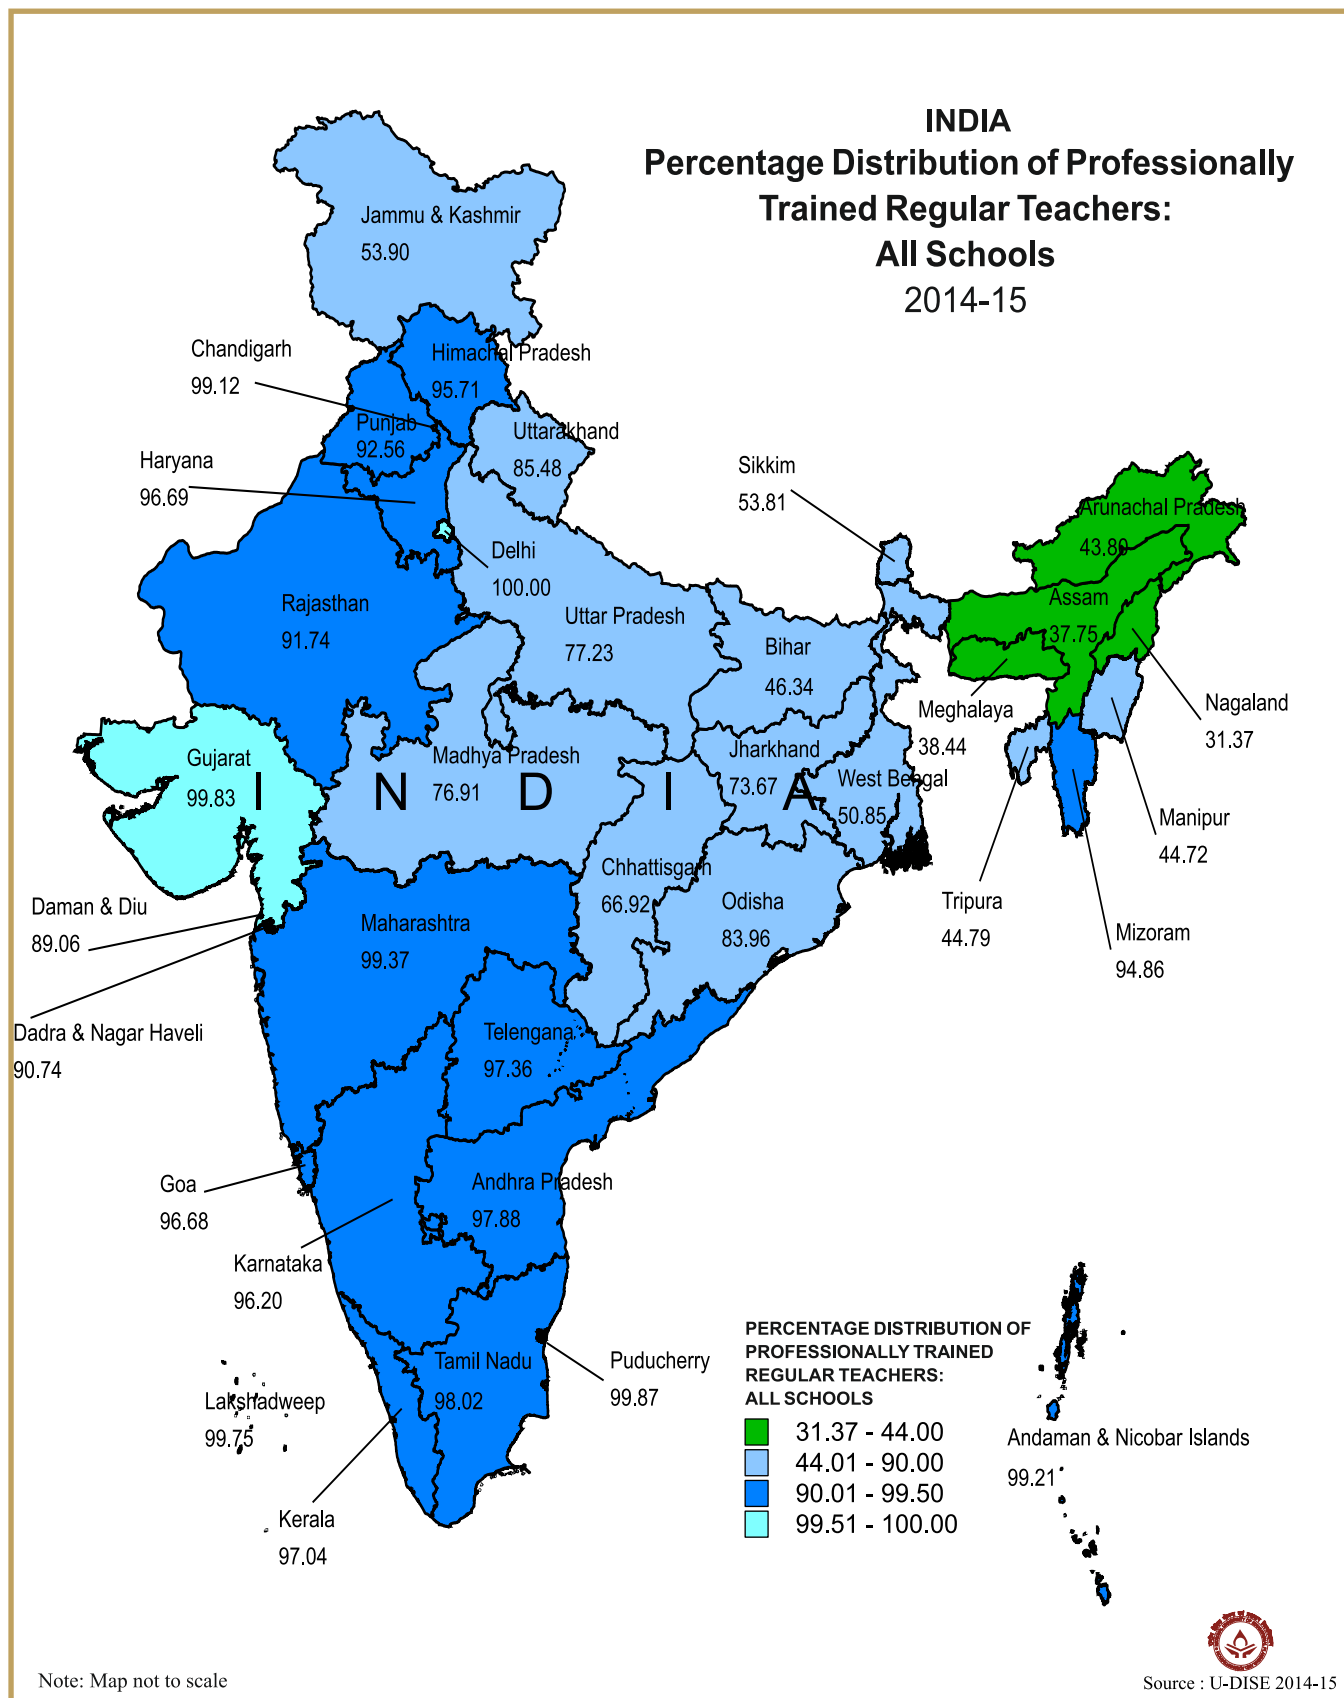 INDIA
Percentage Distribution of Professionally
Trained Regular Teachers:
All Schools
2014-15
Jammu & Kashmir
53.90
Chandigarh
99.12
Himachal Pradesh
95.71
Punjab
92.56
Uttarakhand
85.48
Haryana
96.69
Sikkim
53.81
Arunachal Pradesh
43.80
Delhi
100.00
Rajasthan
91.74
Uttar Pradesh
77.23
Bihar
46.34
Assam
37.75
Meghalaya
38.44
Nagaland
31.37
Gujarat
99.83
Madhya Pradesh
76.91
Jharkhand
73.67
West Bengal
50.85
I N D I A
Manipur
44.72
Chhattisgarh
66.92
Odisha
83.96
Tripura
44.79
Mizoram
94.86
Daman & Diu
89.06
Maharashtra
99.37
Dadra & Nagar Haveli
90.74
Telengana
97.36
Goa
96.68
Andhra Pradesh
97.88
Karnataka
96.20
Tamil Nadu
98.02
Puducherry
99.87
Lakshadweep
99.75
Kerala
97.04
Andaman & Nicobar Islands
99.21
PERCENTAGE DISTRIBUTION OF
PROFESSIONALLY TRAINED
REGULAR TEACHERS:
ALL SCHOOLS
31.37 - 44.00
44.01 - 90.00
90.01 - 99.50
99.51 - 100.00
Note: Map not to scale
Source : U-DISE 2014-15